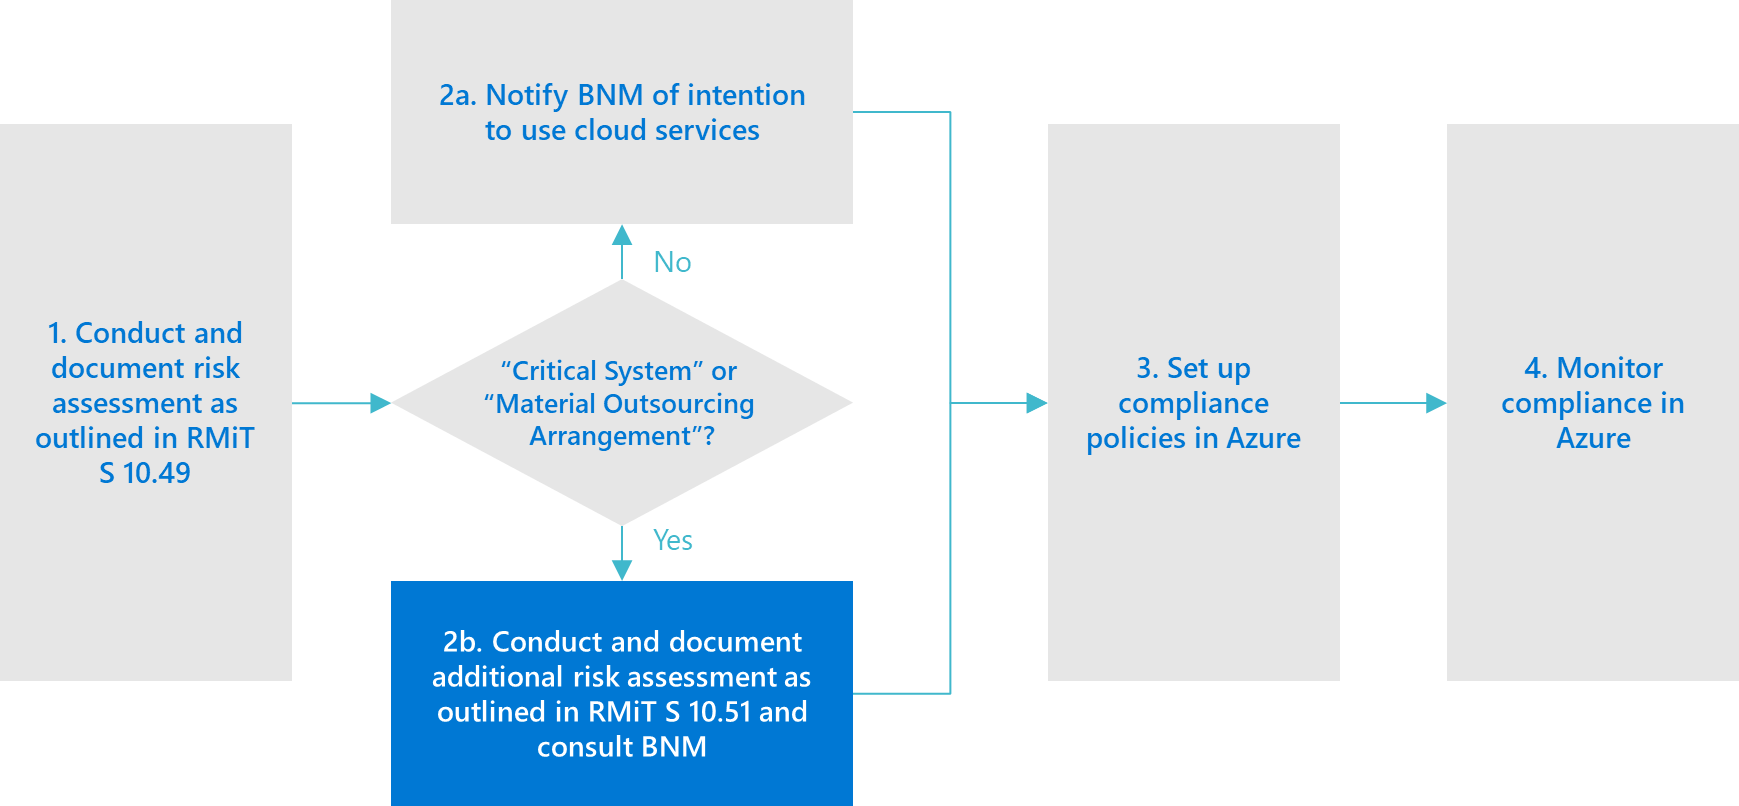 1. Conduct and
document risk
assessment as
outlined in RMiT
S 10.49
2a. Notify BNM of intention
to use cloud services
No
“Critical System” or
“Material Outsourcing
Arrangement”?
Yes
2b. Conduct and document
additional risk assessment as
outlined in RMiT S 10.51 and
consult BNM
3. Set up
compliance
policies in Azure
4. Monitor
compliance in
Azure